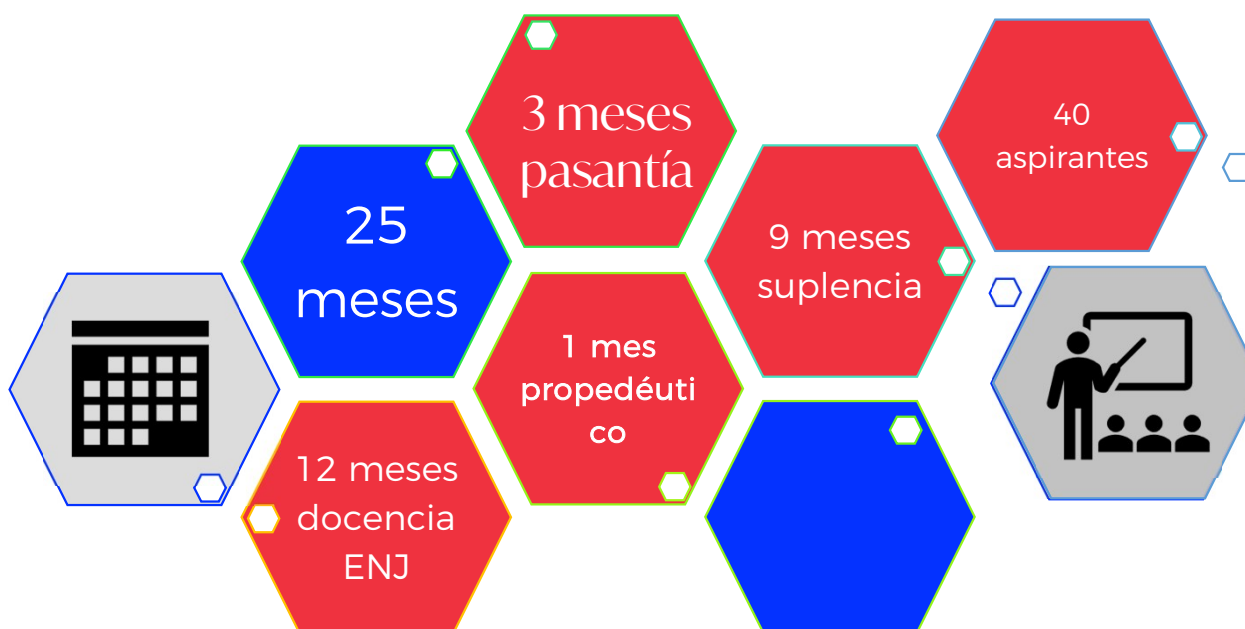 3 meses
pasantía
40
aspirantes
25
meses
9 meses
suplencia
1 mes
propedéuti
co
12 meses
docencia
ENJ